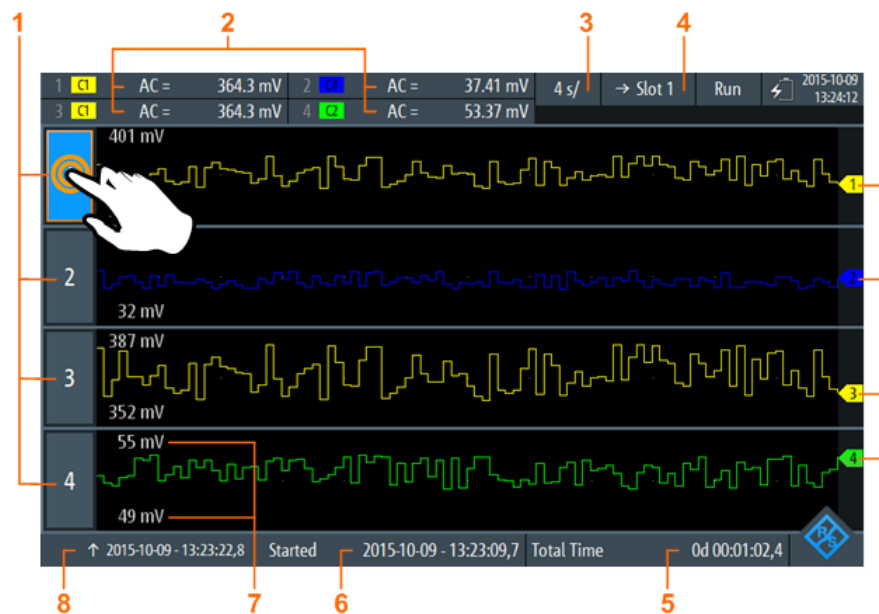 1 2 3 4
1 C1 AC = 364.3 mV 2 C4 AC = 37.41 mV 4 s/ → Slot 1 Run 2015-10-09
13:24:12
3 C1 AC = 364.3 mV 4 C2 AC = 53.37 mV
401 mV
1
2
32 mV
2
387 mV
3
352 mV
3
55 mV
4
4
49 mV
↑ 2015-10-09 - 13:23:22,8 Started 2015-10-09 - 13:23:09,7 Total Time 0d 00:01:02,4
R&S
8 7 6 5